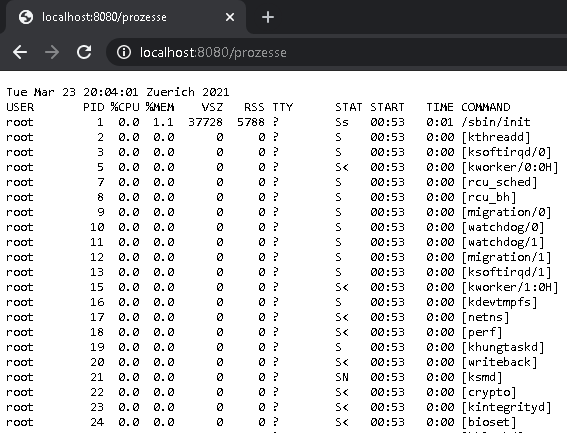 localhost:8080/prozesse
localhost:8080/prozesse
Tue Mar 23 20:04:01 Zuerich 2021
USER PID %CPU %MEM VSZ RSS TTY STAT START TIME COMMAND
root 1 0.0 1.1 37728 5788 ? Ss 00:53 0:01 /sbin/init
root 2 0.0 0.0 0 0 ? S 00:53 0:00 [kthreadd]
root 3 0.0 0.0 0 0 ? S 00:53 0:00 [ksoftirqd/0]
root 5 0.0 0.0 0 0 ? S< 00:53 0:00 [kworker/0:0H]
root 7 0.0 0.0 0 0 ? S 00:53 0:00 [rcu_sched]
root 8 0.0 0.0 0 0 ? S 00:53 0:00 [rcu_bh]
root 9 0.0 0.0 0 0 ? S 00:53 0:00 [migration/0]
root 10 0.0 0.0 0 0 ? S 00:53 0:00 [watchdog/0]
root 11 0.0 0.0 0 0 ? S 00:53 0:00 [watchdog/1]
root 12 0.0 0.0 0 0 ? S 00:53 0:00 [migration/1]
root 13 0.0 0.0 0 0 ? S 00:53 0:00 [ksoftirqd/1]
root 15 0.0 0.0 0 0 ? S< 00:53 0:00 [kworker/1:0H]
root 16 0.0 0.0 0 0 ? S 00:53 0:00 [kdevtmpfs]
root 17 0.0 0.0 0 0 ? S< 00:53 0:00 [netns]
root 18 0.0 0.0 0 0 ? S< 00:53 0:00 [perf]
root 19 0.0 0.0 0 0 ? S 00:53 0:00 [khungtaskd]
root 20 0.0 0.0 0 0 ? S< 00:53 0:00 [writeback]
root 21 0.0 0.0 0 0 ? SN 00:53 0:00 [ksmd]
root 22 0.0 0.0 0 0 ? S< 00:53 0:00 [crypto]
root 23 0.0 0.0 0 0 ? S< 00:53 0:00 [kintegrityd]
root 24 0.0 0.0 0 0 ? S< 00:53 0:00 [bioset]